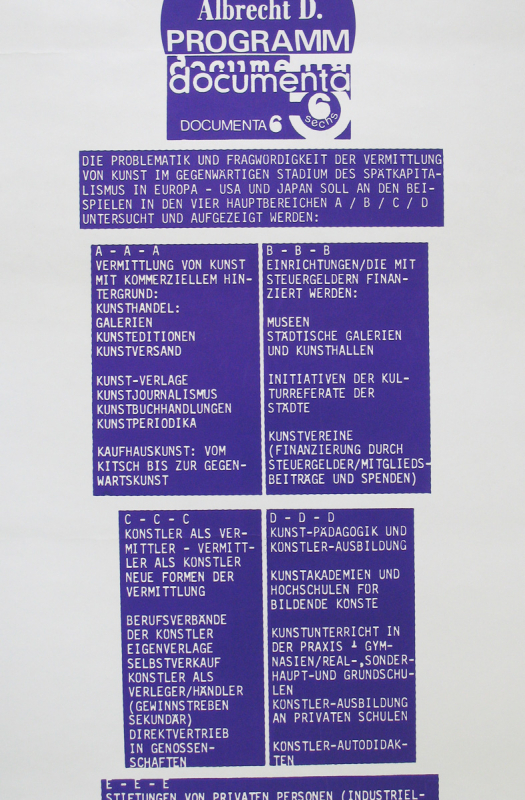 Albrecht D.
PROGRAMM
documenta
documenta
DOCUMENTA 6
6
sechs
DIE PROBLEMATIK UND FRAGWÜRDIGKEIT DER VERMITTLUNG
VON KUNST IM GEGENWÄRTIGEN STADIUM DES SPÄTKAPITA-
LISMUS IN EUROPA - USA UND JAPAN SOLL AN DEN BEI-
SPIELEN IN DEN VIER HAUPTBEREICHEN A / B / C / D
UNTERSUCHT UND AUFGEZEIGT WERDEN:
A - A - A
VERMITTLUNG VON KUNST
MIT KOMMERZIELLEM HIN-
TERGRUND:
KUNSTHANDEL:
GALERIEN
KUNSTEDITIONEN
KUNSTVERSAND
KUNST-VERLAGE
KUNSTJOURNALISMUS
KUNSTBUCHHANDLUNGEN
KUNSTPERIODIKA
KAUFHAUSKUNST: VOM
KITSCH BIS ZUR GEGEN-
WARTSKUNST
B - B - B
EINRICHTUNGEN/DIE MIT
STEUERGELDERN FINAN-
ZIERT WERDEN:
MUSEEN
STÄDTISCHE GALERIEN
UND KUNSTHALLEN
INITIATIVEN DER KUL-
TURREFERATE DER
STÄDTE
KUNSTVEREINE
(FINANZIERUNG DURCH
STEUERGELDER/MITGLIEDS-
BEITRÄGE UND SPENDEN)
C - C - C
KÜNSTLER ALS VER-
MITTLER - VERMITT-
LER ALS KÜNSTLER
NEUE FORMEN DER
VERMITTLUNG
BERUFSVERBÄNDE
DER KÜNSTLER
EIGENVERLAGE
SELBSTVERKAUF
KÜNSTLER ALS
VERLEGER/HÄNDLER
(GEWINNSTREBEN
SEKUNDÄR)
DIREKTVERTRIEB
IN GENOSSEN-
SCHAFTEN
D - D - D
KUNST-PÄDAGOGIK UND
KÜNSTLER-AUSBILDUNG
KUNSTAKADEMIEN UND
HOCHSCHULEN FÜR
BILDENDE KÜNSTE
KUNSTUNTERRICHT IN
DER PRAXIS ┴ GYM-
NASIEN/REAL-,SONDER-
HAUPT-UND GRUNDSCHU-
LEN
KÜNSTLER-AUSBILDUNG
AN PRIVATEN SCHULEN
KÜNSTLER-AUTODIDAK-
TEN
E - E - E
STIFTUNGEN VON PRIVATEN PERSONEN (INDUSTRIEL-